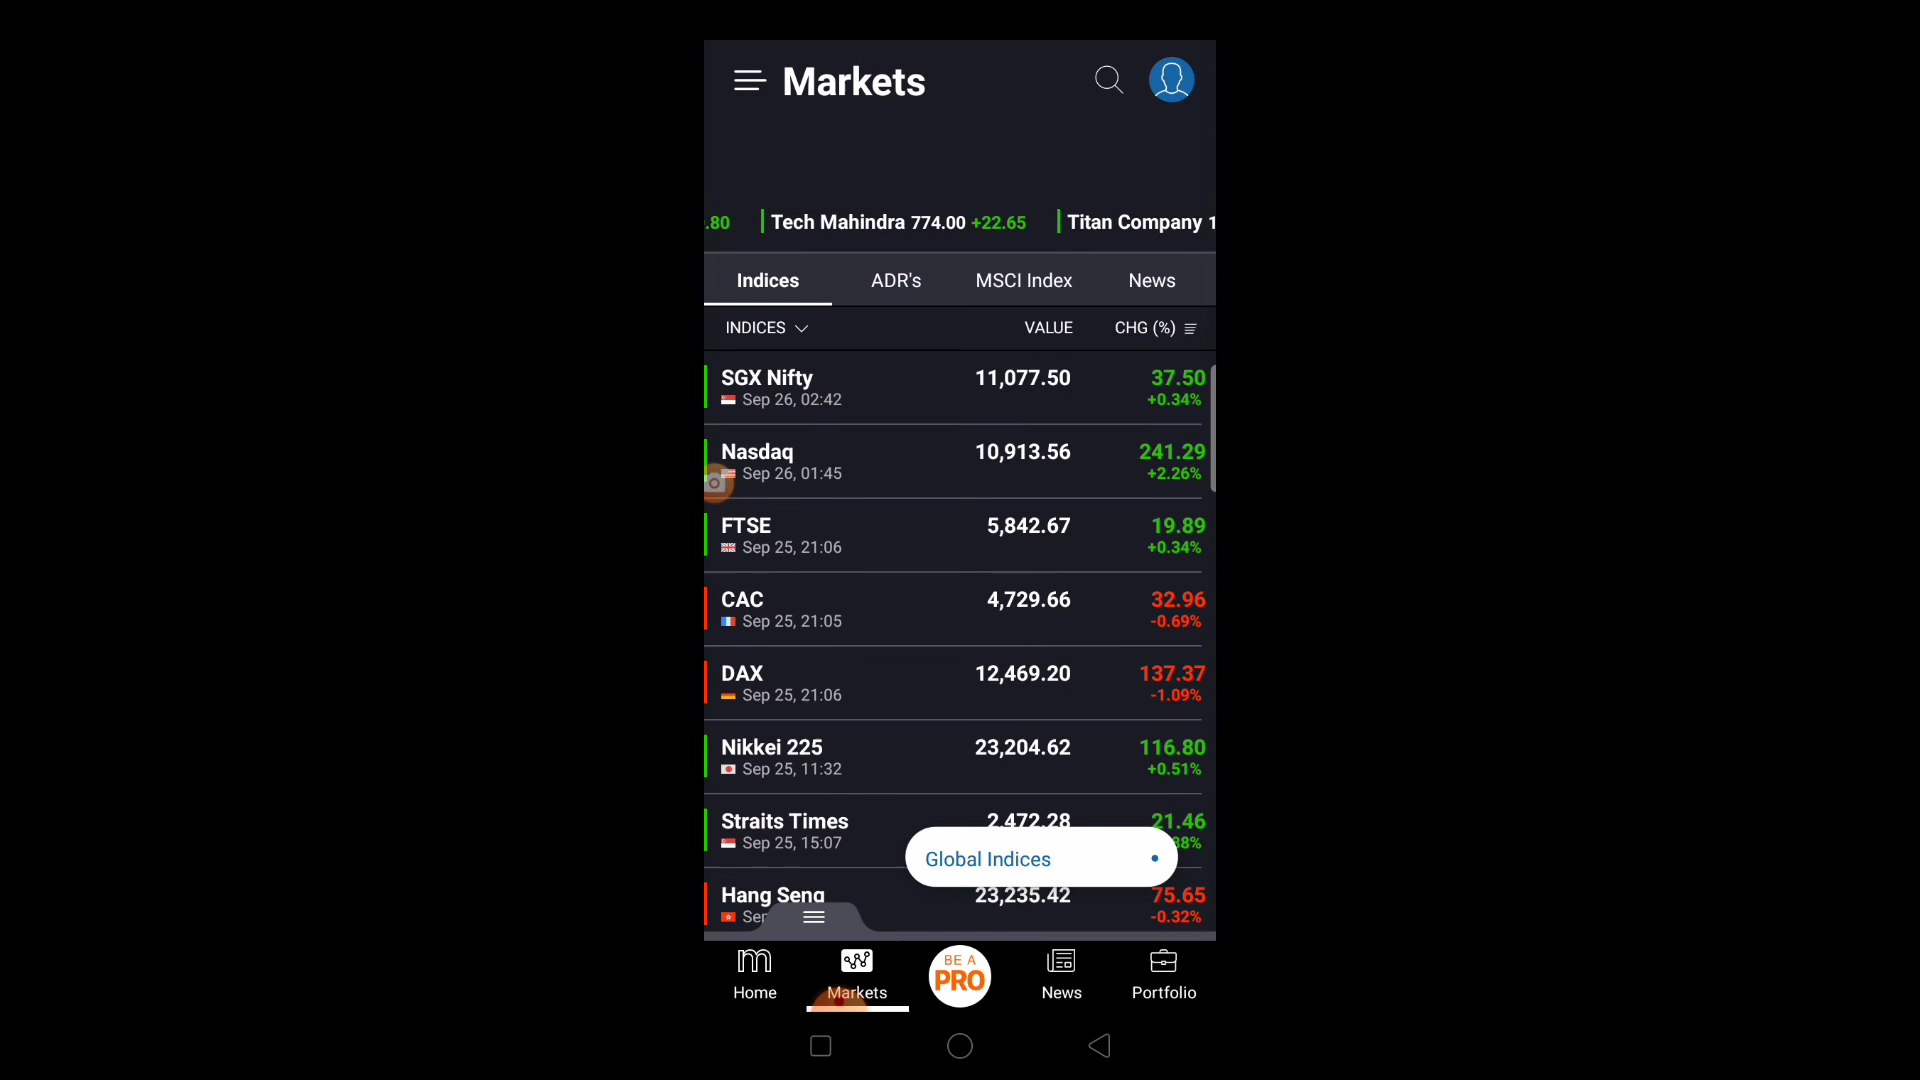 Markets
.80 Tech Mahindra 774.00 +22.65 Titan Company 1
Indices ADR's MSCI Index News
INDICES VALUE CHG (%)
SGX Nifty 11,077.50 37.50
Sep 26, 02:42 +0.34%
Nasdaq 10,913.56 241.29
Sep 26, 01:45 +2.26%
FTSE 5,842.67 19.89
Sep 25, 21:06 +0.34%
CAC 4,729.66 32.96
Sep 25, 21:05 -0.69%
DAX 12,469.20 137.37
Sep 25, 21:06 -1.09%
Nikkei 225 23,204.62 116.80
Sep 25, 11:32 +0.51%
Straits Times 2,472.28 21.46
Sep 25, 15:07 38%
Global Indices
Hang Seng 23,235.42 75.65
Sep -0.32%
BE A
PRO
Home Markets News Portfolio